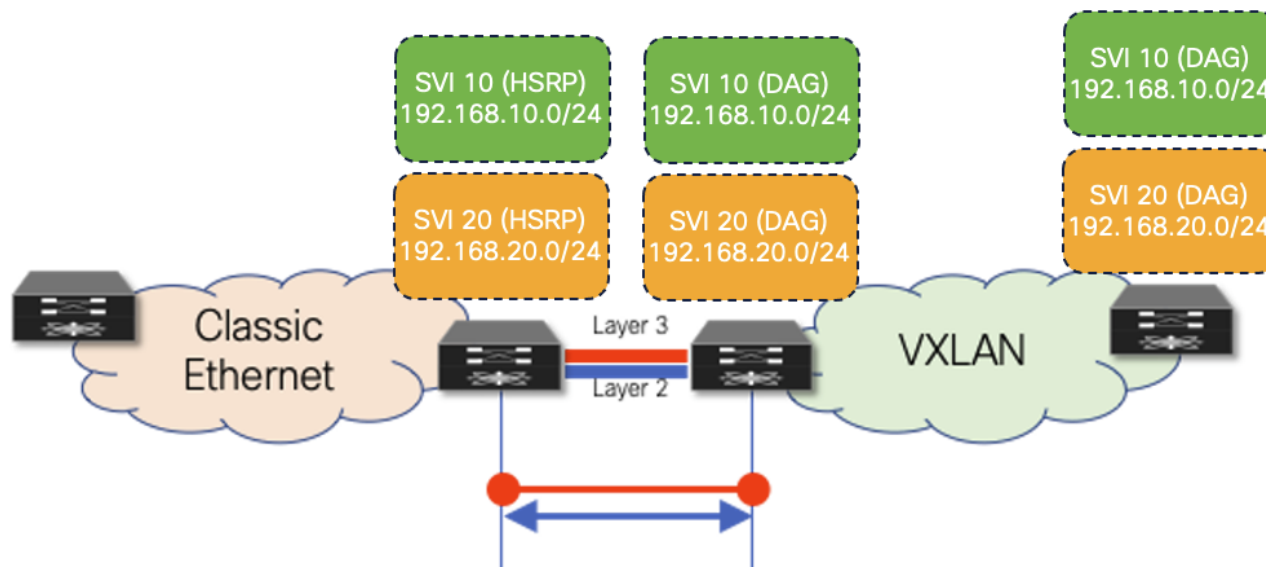 SVI 10 (HSRP)
192.168.10.0/24
SVI 10 (DAG)
192.168.10.0/24
SVI 10 (DAG)
192.168.10.0/24
SVI 20 (HSRP)
192.168.20.0/24
SVI 20 (DAG)
192.168.20.0/24
SVI 20 (DAG)
192.168.20.0/24
Classic
Ethernet
Layer 3
Layer 2
VXLAN